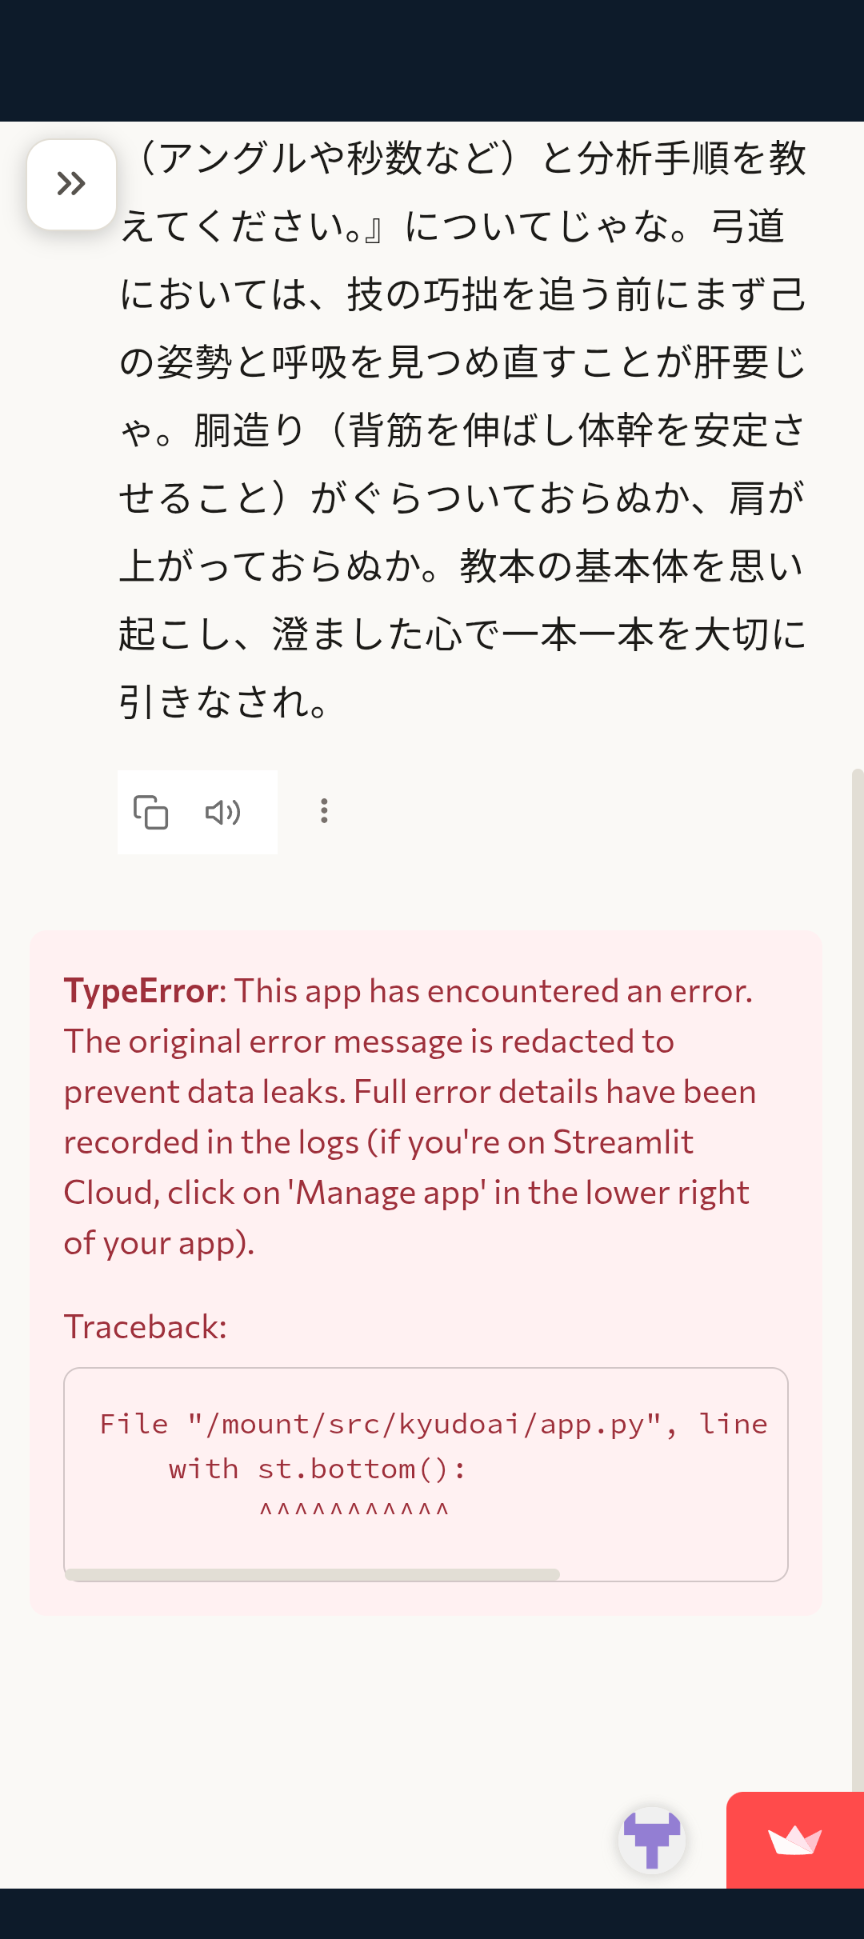 （アングルや秒数など）と分析手順を教
えてください。』についてじゃな。弓道
においては、技の巧拙を追う前にまず己
の姿勢と呼吸を見つめ直すことが肝要じ
ゃ。胴造り（背筋を伸ばし体幹を安定さ
せること）がぐらついておらぬか、肩が
上がっておらぬか。教本の基本体を思い
起こし、澄ました心で一本一本を大切に
引きなされ。
TypeError: This app has encountered an error.
The original error message is redacted to
prevent data leaks. Full error details have been
recorded in the logs (if you're on Streamlit
Cloud, click on 'Manage app' in the lower right
of your app).
Traceback:
File "/mount/src/kyudoai/app.py", line
with st.bottom():
^^^^^^^^^^^